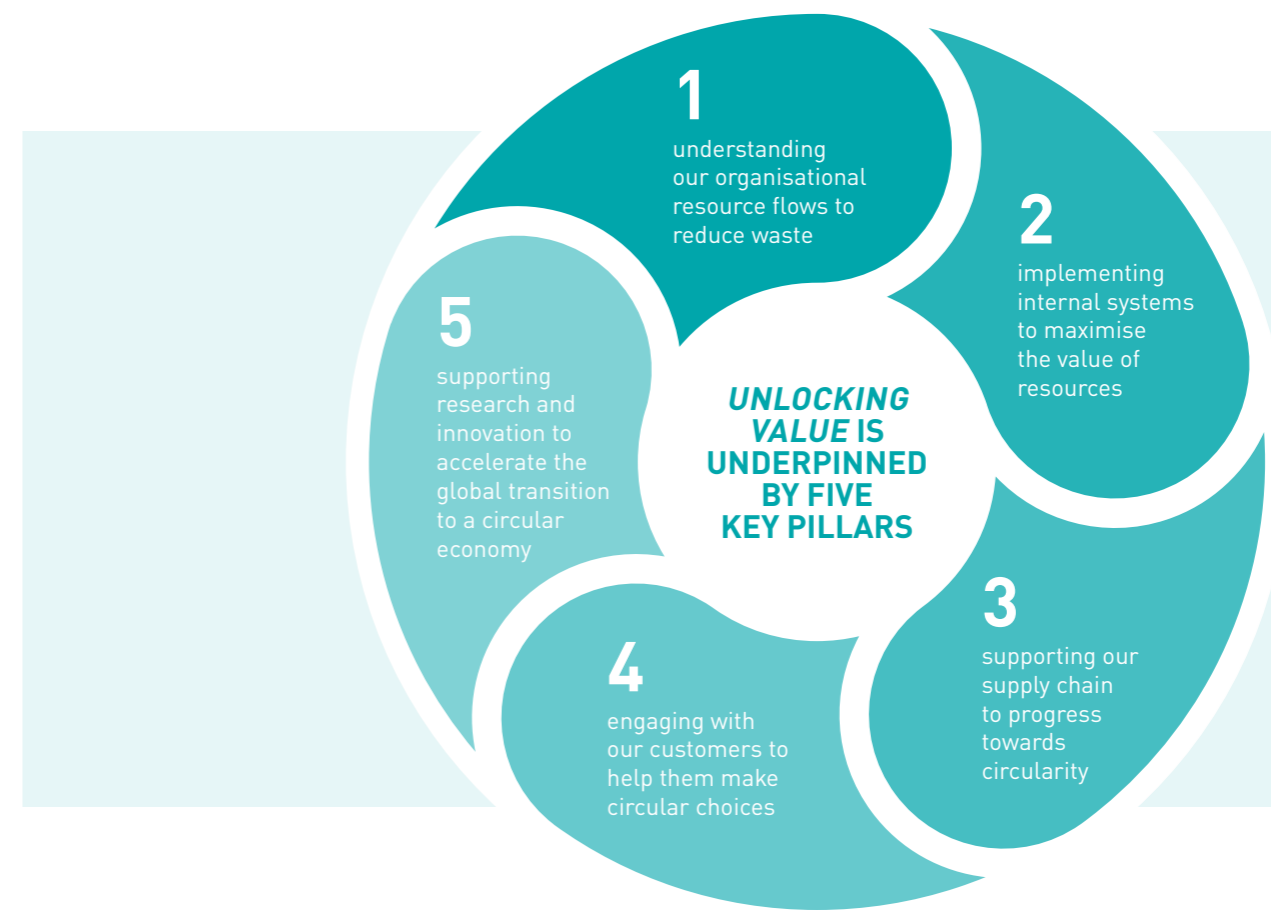 1
understanding
our organisational
resource flows to
reduce waste
2
implementing
internal systems
to maximise
the value of
resources
3
supporting our
supply chain
to progress
towards
circularity
4
engaging with
our customers to
help them make
circular choices
5
supporting
research and
innovation to
accelerate the
global transition
to a circular
economy
UNLOCKING
VALUE IS
UNDERPINNED
BY FIVE
KEY PILLARS